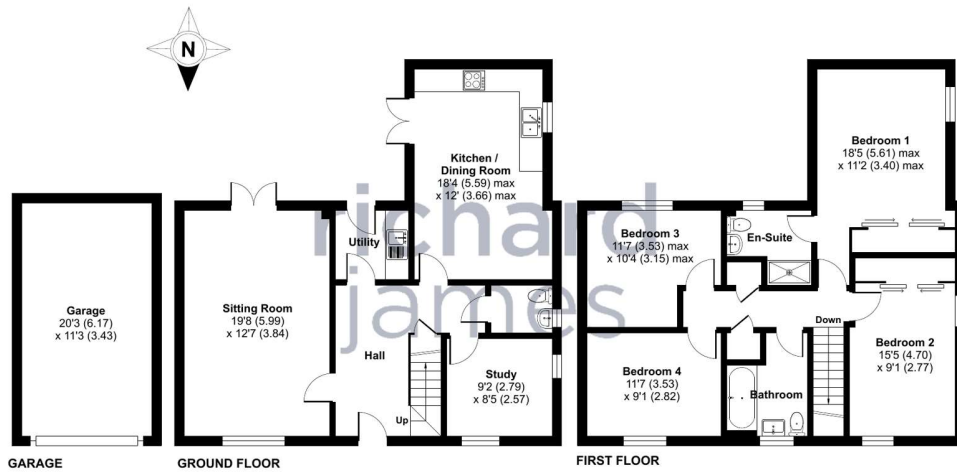 N
Kitchen /
Dining Room
18'4 (5.59) max
x 12' (3.66) max
Bedroom 1
18'5 (5.61) max
x 11'2 (3.40) max
richard
james
Utility
Bedroom 3
11'7 (3.53) max
x 10'4 (3.15) max
En-Suite
Garage
20'3 (6.17)
x 11'3 (3.43)
Sitting Room
19'8 (5.99)
x 12'7 (3.84)
Hall
Up
Study
9'2 (2.79)
x 8'5 (2.57)
Down
Bedroom 2
15'5 (4.70)
x 9'1 (2.77)
Bedroom 4
11'7 (3.53)
x 9'1 (2.82)
Bathroom
GARAGE
GROUND FLOOR
FIRST FLOOR